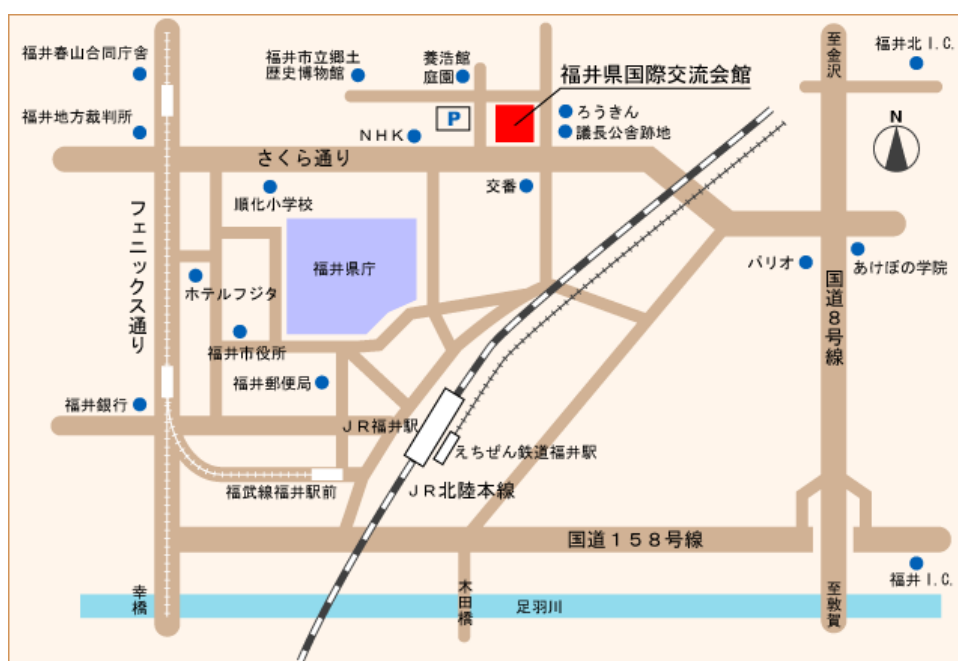 福井春山合同庁舎
福井市立郷土
歴史博物館
養浩館
庭園
福井県国際交流会館
至金沢
福井北I.C.
福井地方裁判所
P
ろうきん
NHK
議長公舎跡地
N
さくら通り
交番
順化小学校
フェニックス通り
福井県庁
パリオ
あけぼの学院
国道8号線
ホテルフジタ
福井市役所
福井郵便局
福井銀行
JR福井駅
えちぜん鉄道福井駅
福武線福井駅前
JR北陸本線
国道158号線
福井I.C.
幸橋
木田橋
足羽川
至敦賀